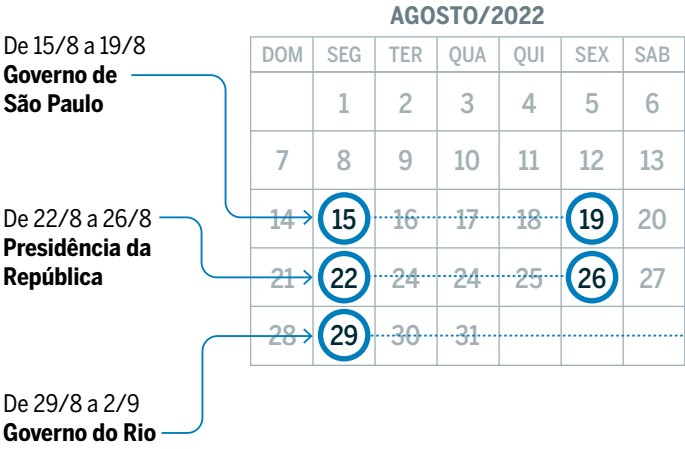 AGOSTO/2022
De 15/8 a 19/8
Governo de
São Paulo
DOM SEG TER QUA QUI SEX SAB
1 2 3 4 5 6
7 8 9 10 11 12 13
14 15 16 17 18 19 20
De 22/8 a 26/8
Presidência da
República
21 22 24 24 25 26 27
28 29 30 31
De 29/8 a 2/9
Governo do Rio